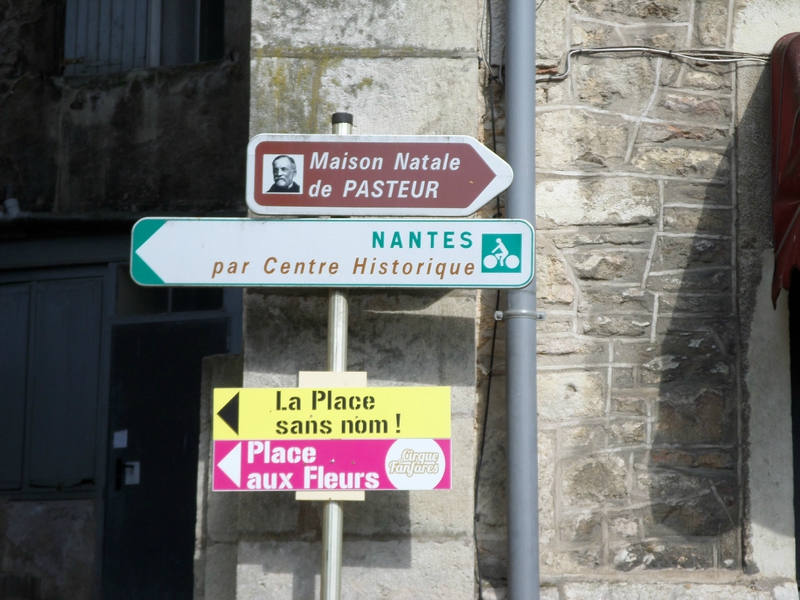 Maison Natale
de PASTEUR
NANTES
par Centre Historique
La Place
sans nom !
Place
aux Fleurs
Cirque
Fanfares